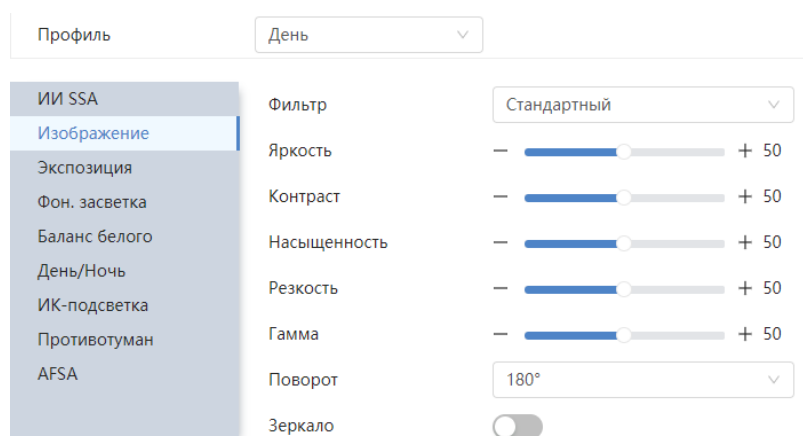 Профиль День
ИИ SSA
Изображение
Экспозиция
Фон. засветка
Баланс белого
День/Ночь
ИК-подсветка
Противотуман
AFSA
Фильтр Стандартный
Яркость − + 50
Контраст − + 50
Насыщенность − + 50
Резкость − + 50
Гамма − + 50
Поворот 180°
Зеркало